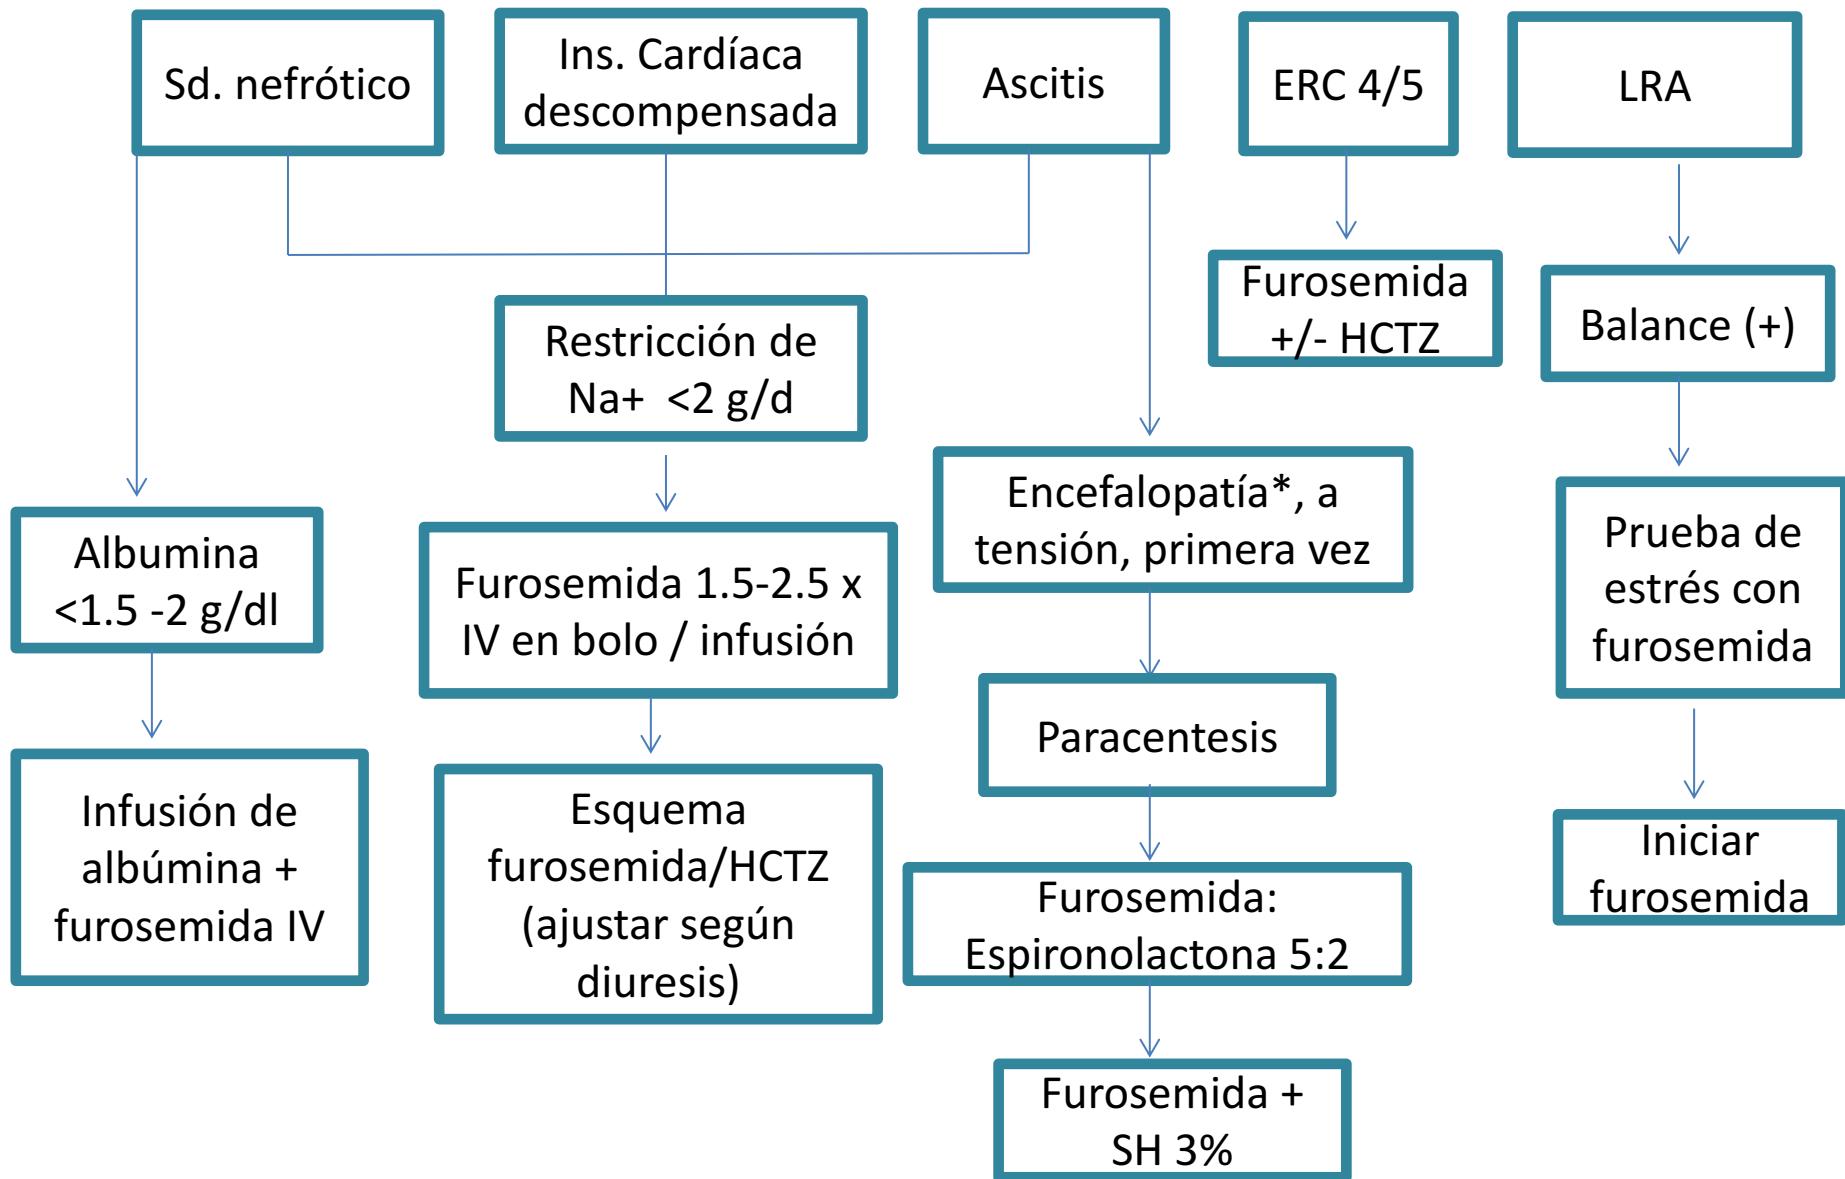 Sd. nefrótico
Ins. Cardíaca
descompensada
Ascitis
ERC 4/5
LRA
Furosemida
+/- HCTZ
Balance (+)
Restricción de
Na+ <2 g/d
Encefalopatía*, a
tensión, primera vez
Prueba de
estrés con
furosemida
Albumina
<1.5 -2 g/dl
Furosemida 1.5-2.5 x
IV en bolo / infusión
Paracentesis
Infusión de
albúmina +
furosemida IV
Esquema
furosemida/HCTZ
(ajustar según
diuresis)
Furosemida:
Espironolactona 5:2
Iniciar
furosemida
Furosemida +
SH 3%